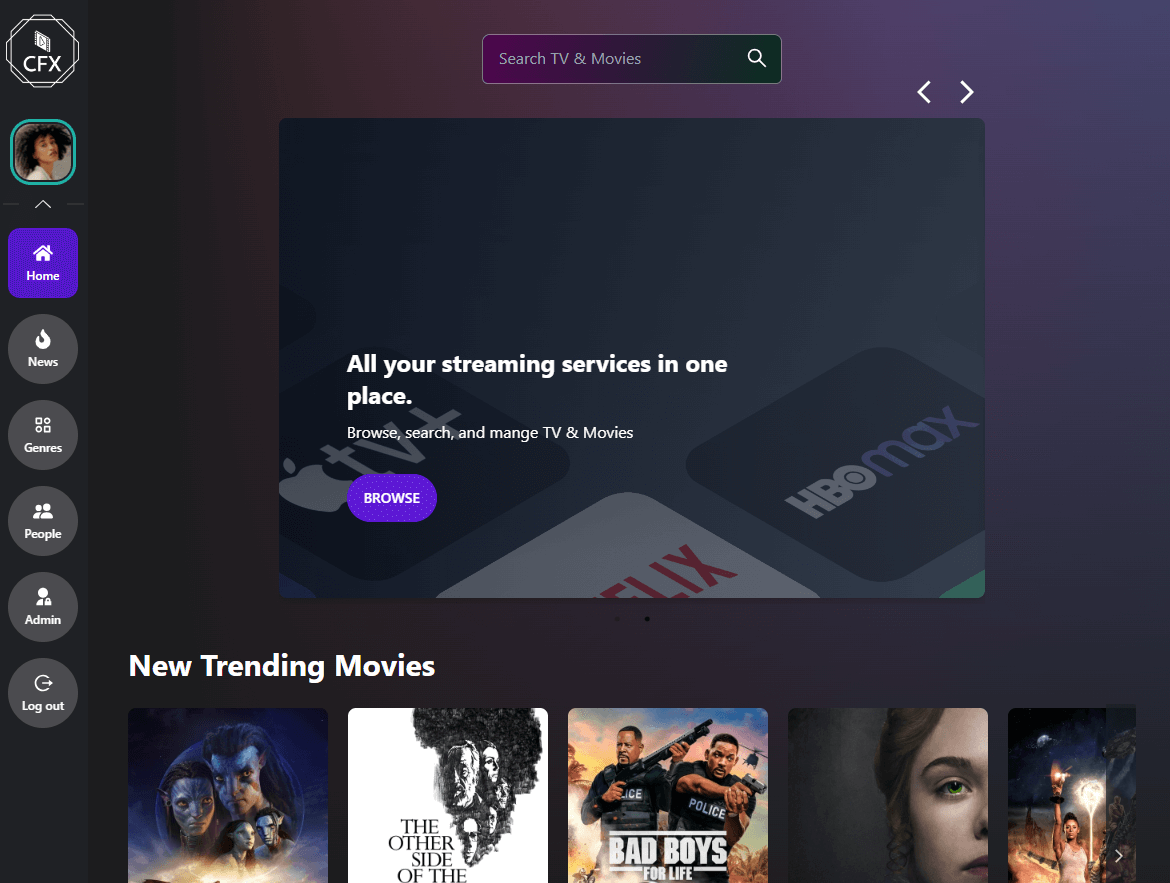 CFX
Search TV & Movies
Home
News
Genres
People
Admin
Log out
All your streaming services in one
place.
Browse, search, and mange TV & Movies
BROWSE
tv+
HBOmax
FLIX
New Trending Movies
THE
OTHER
SIDE
OF THE
POLICE
POLICE
BAD BOYS
FOR LIFE